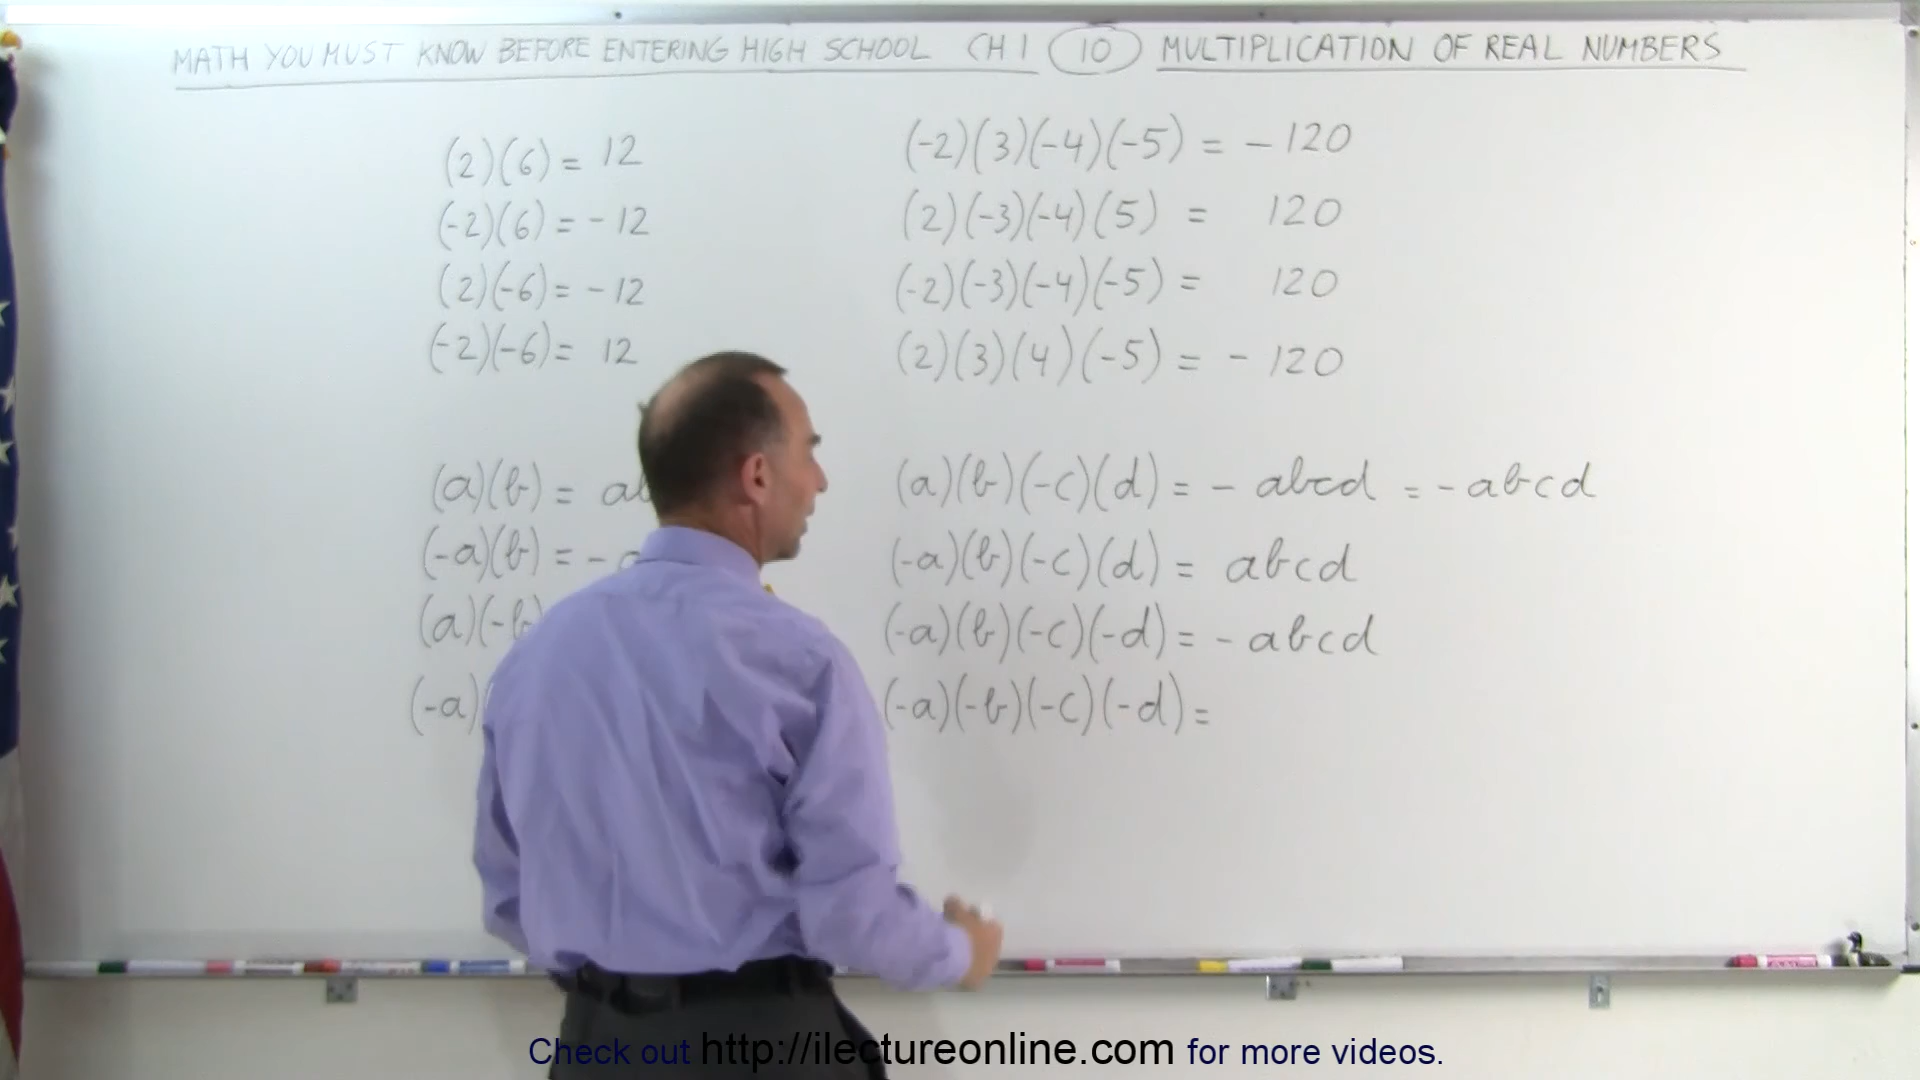 MATH YOU MUST KNOW BEFORE ENTERING HIGH SCHOOL CH 1 10 MULTIPLICATION OF REAL NUMBERS
(2)(6) = 12
(-2)(6) = -12
(2)(-6) = -12
(-2)(-6) = 12
(a)(b) =
(-a)(b) = -
(a)(-b)
(-a)
(-2)(3)(-4)(-5) = -120
(2)(-3)(-4)(5) = 120
(-2)(-3)(-4)(-5) = 120
(2)(3)(4)(-5) = -120
(a)(b)(-c)(d) = -abcd = -abcd
(-a)(b)(-c)(d) = abcd
(-a)(b)(-c)(-d) = -abcd
(-a)(-b)(-c)(-d) =
Check out http://ilectureonline.com for more videos.